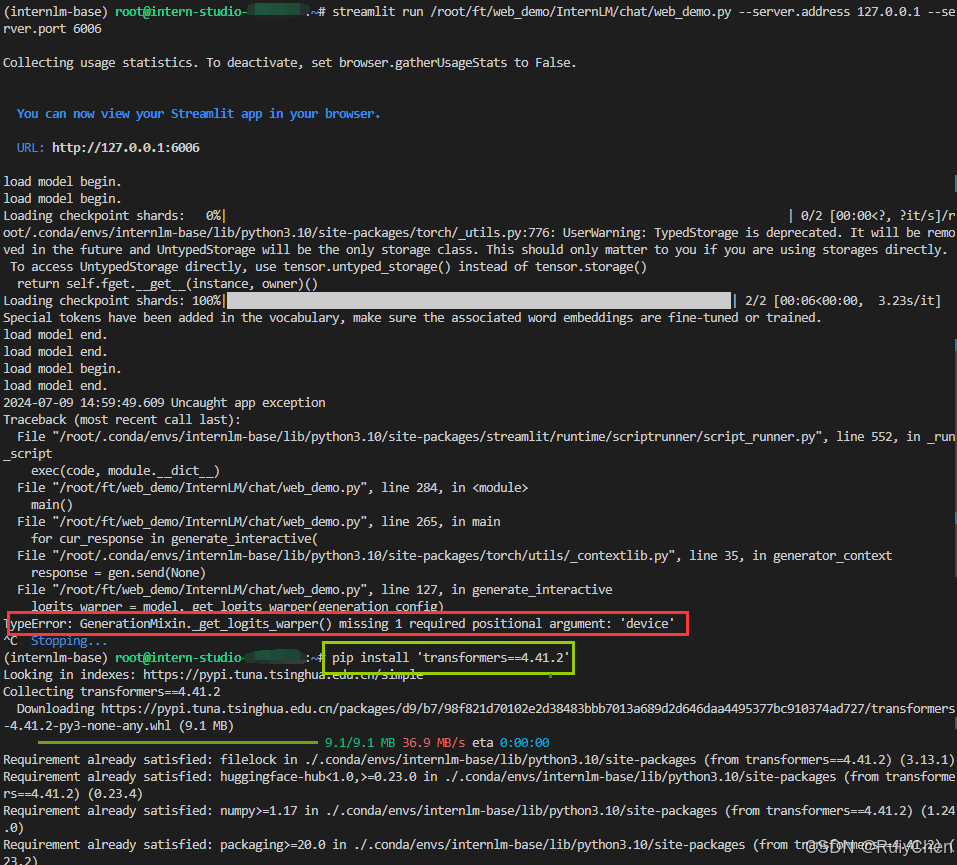 (internlm-base) root@intern-studio- :~# streamlit run /root/ft/web_demo/InternLM/chat/web_demo.py --server.address 127.0.0.1 --se
rver.port 6006
Collecting usage statistics. To deactivate, set browser.gatherUsageStats to False.
You can now view your Streamlit app in your browser.
URL: http://127.0.0.1:6006
load model begin.
load model begin.
Loading checkpoint shards:   0%| | 0/2 [00:00<?, ?it/s]/r
oot/.conda/envs/internlm-base/lib/python3.10/site-packages/torch/_utils.py:776: UserWarning: TypedStorage is deprecated. It will be remo
ved in the future and UntypedStorage will be the only storage class. This should only matter to you if you are using storages directly.
To access UntypedStorage directly, use tensor.untyped_storage() instead of tensor.storage()
return self.fget.__get__(instance, owner)()
Loading checkpoint shards: 100%| | 2/2 [00:06<00:00,  3.23s/it]
Special tokens have been added in the vocabulary, make sure the associated word embeddings are fine-tuned or trained.
load model end.
load model end.
load model begin.
load model end.
2024-07-09 14:59:49.609 Uncaught app exception
Traceback (most recent call last):
File "/root/.conda/envs/internlm-base/lib/python3.10/site-packages/streamlit/runtime/scriptrunner/script_runner.py", line 552, in _run
_script
exec(code, module.__dict__)
File "/root/ft/web_demo/InternLM/chat/web_demo.py", line 284, in <module>
main()
File "/root/ft/web_demo/InternLM/chat/web_demo.py", line 265, in main
for cur_response in generate_interactive(
File "/root/.conda/envs/internlm-base/lib/python3.10/site-packages/torch/utils/_contextlib.py", line 35, in generator_context
response = gen.send(None)
File "/root/ft/web_demo/InternLM/chat/web_demo.py", line 127, in generate_interactive
logits_warper = model._get_logits_warper(generation_config)
TypeError: GenerationMixin._get_logits_warper() missing 1 required positional argument: 'device'
^C  Stopping...
(internlm-base) root@intern-studio- :~# pip install 'transformers==4.41.2'
Looking in indexes: https://pypi.tuna.tsinghua.edu.cn/simple
Collecting transformers==4.41.2
Downloading https://pypi.tuna.tsinghua.edu.cn/packages/d9/b7/98f821d70102e2d38483bbb7013a689d2d646daa4495377bc910374ad727/transformers
-4.41.2-py3-none-any.whl (9.1 MB)
9.1/9.1 MB 36.9 MB/s eta 0:00:00
Requirement already satisfied: filelock in ./.conda/envs/internlm-base/lib/python3.10/site-packages (from transformers==4.41.2) (3.13.1)
Requirement already satisfied: huggingface-hub<1.0,>=0.23.0 in ./.conda/envs/internlm-base/lib/python3.10/site-packages (from transforme
rs==4.41.2) (0.23.4)
Requirement already satisfied: numpy>=1.17 in ./.conda/envs/internlm-base/lib/python3.10/site-packages (from transformers==4.41.2) (1.24
.0)
Requirement already satisfied: packaging>=20.0 in ./.conda/envs/internlm-base/lib/python3.10/site-packages (from transformers==4.41.2) (
23.2)
CSDN @RuiyChen